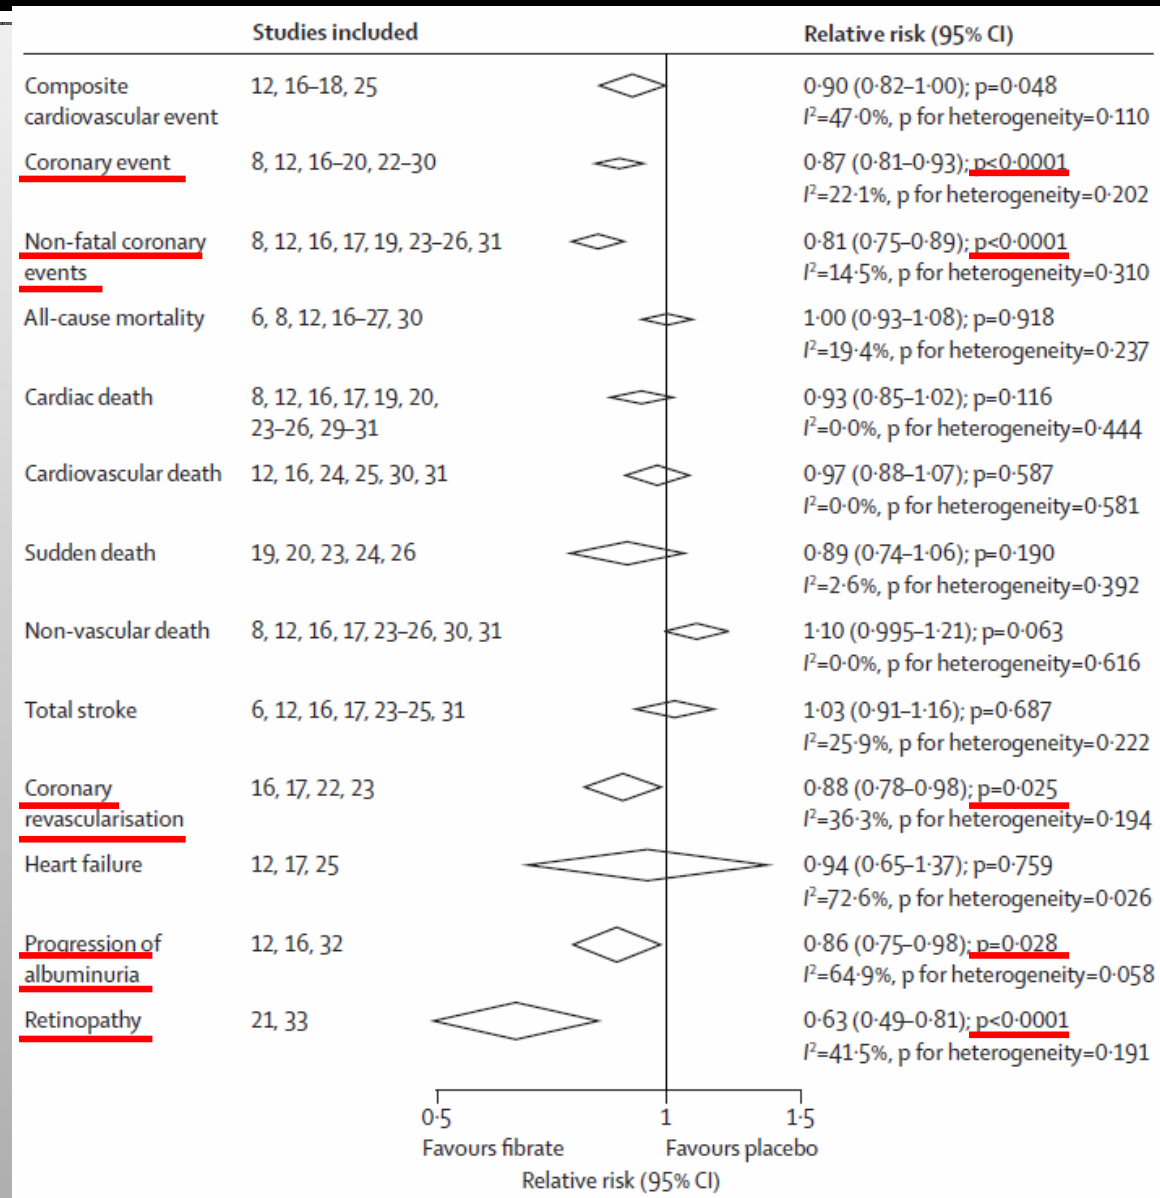 Studies included Relative risk (95% CI)
Composite 12, 16–18, 25 0·90 (0·82–1·00); p=0·048
cardiovascular event I²=47·0%, p for heterogeneity=0·110
Coronary event 8, 12, 16–20, 22–30 0·87 (0·81–0·93); p<0·0001
I²=22·1%, p for heterogeneity=0·202
Non-fatal coronary 8, 12, 16, 17, 19, 23–26, 31 0·81 (0·75–0·89); p<0·0001
events I²=14·5%, p for heterogeneity=0·310
All-cause mortality 6, 8, 12, 16–27, 30 1·00 (0·93–1·08); p=0·918
I²=19·4%, p for heterogeneity=0·237
Cardiac death 8, 12, 16, 17, 19, 20, 0·93 (0·85–1·02); p=0·116
23–26, 29–31 I²=0·0%, p for heterogeneity=0·444
Cardiovascular death 12, 16, 24, 25, 30, 31 0·97 (0·88–1·07); p=0·587
I²=0·0%, p for heterogeneity=0·581
Sudden death 19, 20, 23, 24, 26 0·89 (0·74–1·06); p=0·190
I²=2·6%, p for heterogeneity=0·392
Non-vascular death 8, 12, 16, 17, 23–26, 30, 31 1·10 (0·995–1·21); p=0·063
I²=0·0%, p for heterogeneity=0·616
Total stroke 6, 12, 16, 17, 23–25, 31 1·03 (0·91–1·16); p=0·687
I²=25·9%, p for heterogeneity=0·222
Coronary 16, 17, 22, 23 0·88 (0·78–0·98); p=0·025
revascularisation I²=36·3%, p for heterogeneity=0·194
Heart failure 12, 17, 25 0·94 (0·65–1·37); p=0·759
I²=72·6%, p for heterogeneity=0·026
Progression of 12, 16, 32 0·86 (0·75–0·98); p=0·028
albuminuria I²=64·9%, p for heterogeneity=0·058
Retinopathy 21, 33 0·63 (0·49–0·81); p<0·0001
I²=41·5%, p for heterogeneity=0·191
0·5 1 1·5
Favours fibrate Favours placebo
Relative risk (95% CI)